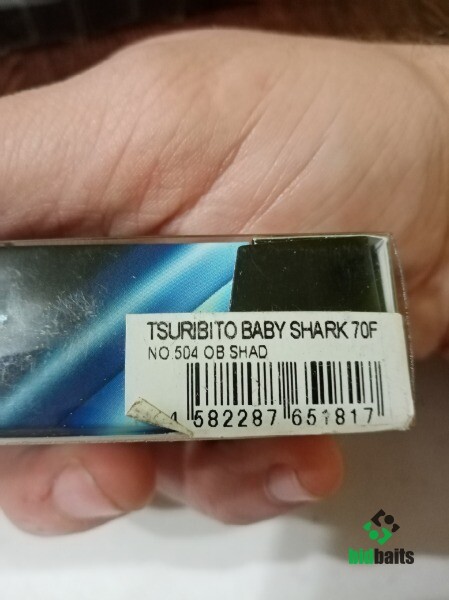 TSURIBITO BABY SHARK 70F
NO 504 OB SHAD
4 582287 651817
bidbaits